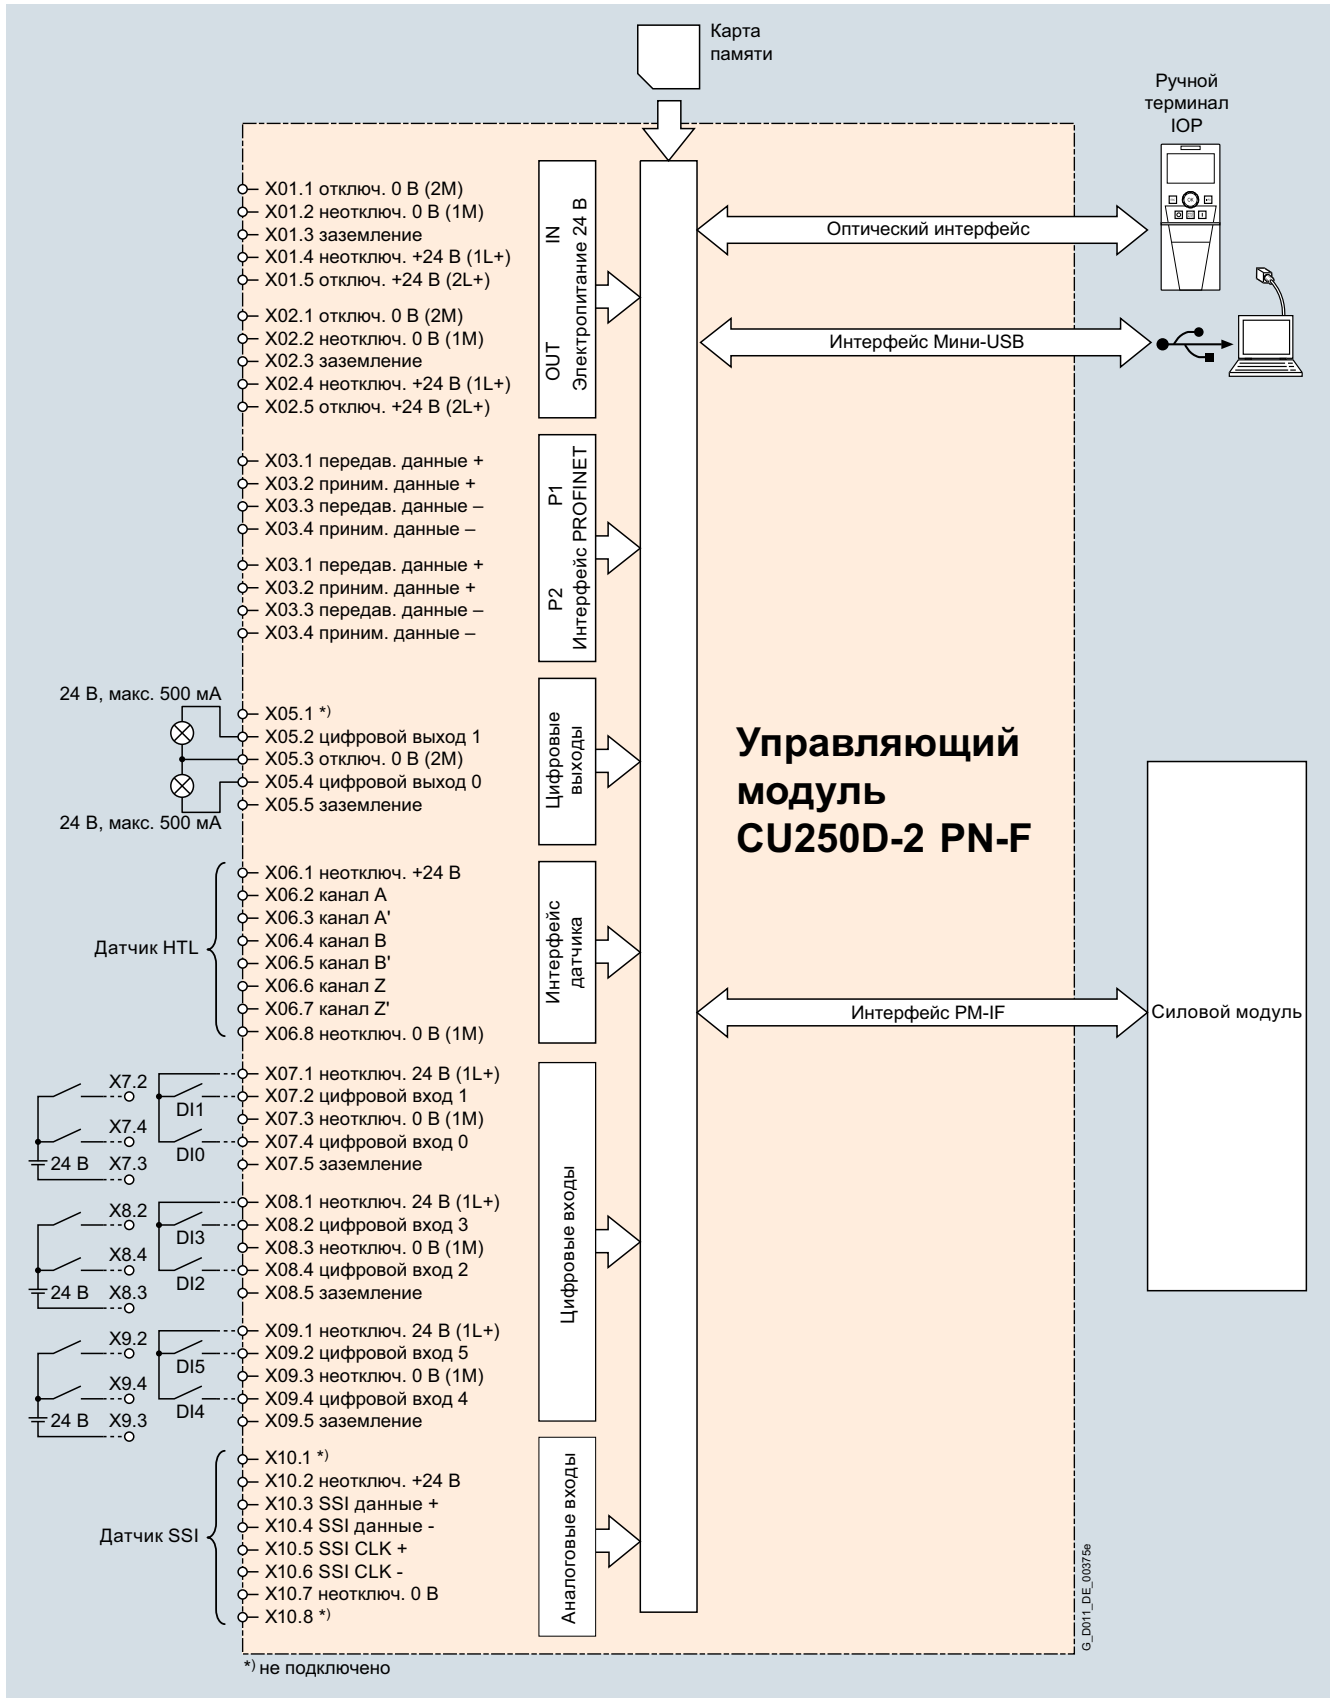 Карта
памяти
Ручной
терминал
IOP
X01.1 отключ. 0 В (2M)
X01.2 неотключ. 0 В (1M)
X01.3 заземление
X01.4 неотключ. +24 В (1L+)
X01.5 отключ. +24 В (2L+)
X02.1 отключ. 0 В (2M)
X02.2 неотключ. 0 В (1M)
X02.3 заземление
X02.4 неотключ. +24 В (1L+)
X02.5 отключ. +24 В (2L+)
IN
OUT
Электропитание 24 В
Оптический интерфейс
Интерфейс Мини-USB
X03.1 передав. данные +
X03.2 приним. данные +
X03.3 передав. данные –
X03.4 приним. данные –
X03.1 передав. данные +
X03.2 приним. данные +
X03.3 передав. данные –
X03.4 приним. данные –
P1
P2
Интерфейс PROFINET
24 В, макс. 500 мА
24 В, макс. 500 мА
X05.1 *)
X05.2 цифровой выход 1
X05.3 отключ. 0 В (2M)
X05.4 цифровой выход 0
X05.5 заземление
Цифровые
выходы
Управляющий
модуль
CU250D-2 PN-F
Датчик HTL
X06.1 неотключ. +24 В
X06.2 канал A
X06.3 канал A'
X06.4 канал B
X06.5 канал B'
X06.6 канал Z
X06.7 канал Z'
X06.8 неотключ. 0 В (1M)
Интерфейс
датчика
Интерфейс PM-IF
Силовой модуль
X7.2
X7.4
24 В X7.3
DI1
DI0
X07.1 неотключ. 24 В (1L+)
X07.2 цифровой вход 1
X07.3 неотключ. 0 В (1M)
X07.4 цифровой вход 0
X07.5 заземление
X8.2
X8.4
24 В X8.3
DI3
DI2
X08.1 неотключ. 24 В (1L+)
X08.2 цифровой вход 3
X08.3 неотключ. 0 В (1M)
X08.4 цифровой вход 2
X08.5 заземление
X9.2
X9.4
24 В X9.3
DI5
DI4
X09.1 неотключ. 24 В (1L+)
X09.2 цифровой вход 5
X09.3 неотключ. 0 В (1M)
X09.4 цифровой вход 4
X09.5 заземление
Цифровые входы
Датчик SSI
X10.1 *)
X10.2 неотключ. +24 В
X10.3 SSI данные +
X10.4 SSI данные -
X10.5 SSI CLK +
X10.6 SSI CLK -
X10.7 неотключ. 0 В
X10.8 *)
Аналоговые входы
G_D011_DE_00375e
*) не подключено